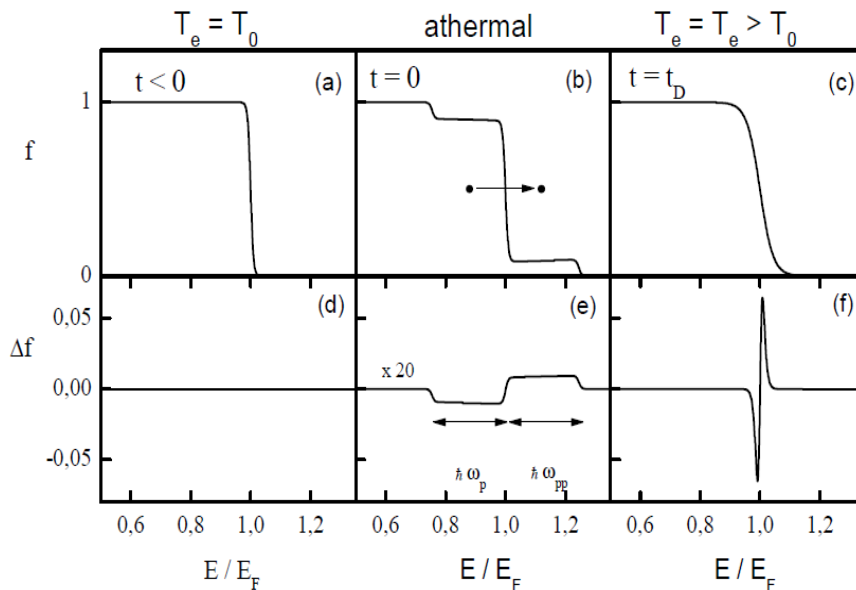 T_e = T_0
athermal
T_e = T_e > T_0
t < 0
(a)
t = 0
(b)
t = t_D
(c)
1
f
0
(d)
(e)
(f)
0,05
Δf
x 20
0,00
-0,05
ħ ω_p
ħ ω_pp
0,6 0,8 1,0 1,2
0,6 0,8 1,0 1,2
0,6 0,8 1,0 1,2
E / E_F
E / E_F
E / E_F